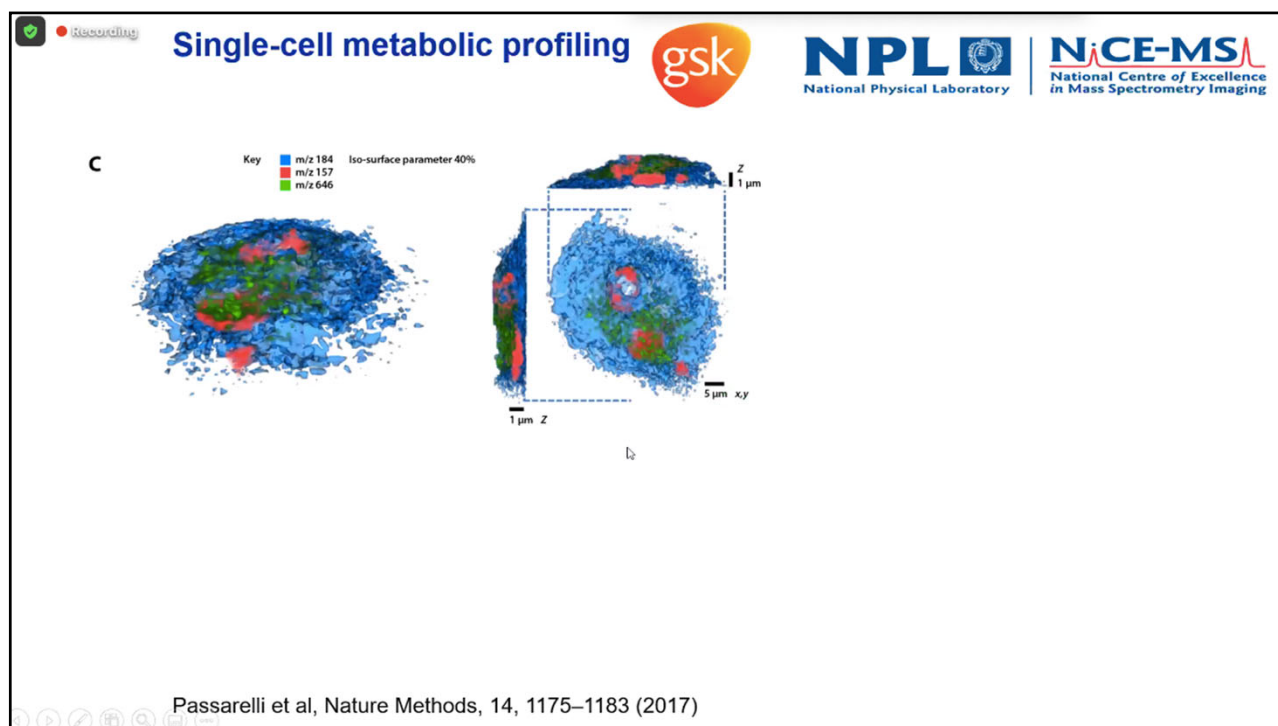 Recording
Single-cell metabolic profiling
gsk
NPL
National Physical Laboratory
NiCE-MSI
National Centre of Excellence
in Mass Spectrometry Imaging
C
Key m/z 184 Iso-surface parameter 40%
m/z 157
m/z 646
Z
1 μm
5 μm x,y
1 μm Z
Passarelli et al, Nature Methods, 14, 1175–1183 (2017)